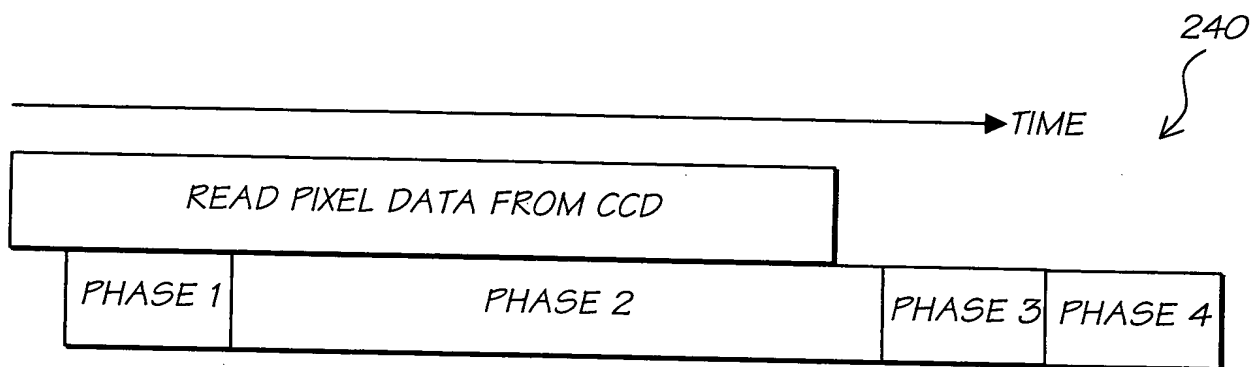 240
TIME
READ PIXEL DATA FROM CCD
PHASE 1 PHASE 2 PHASE 3 PHASE 4